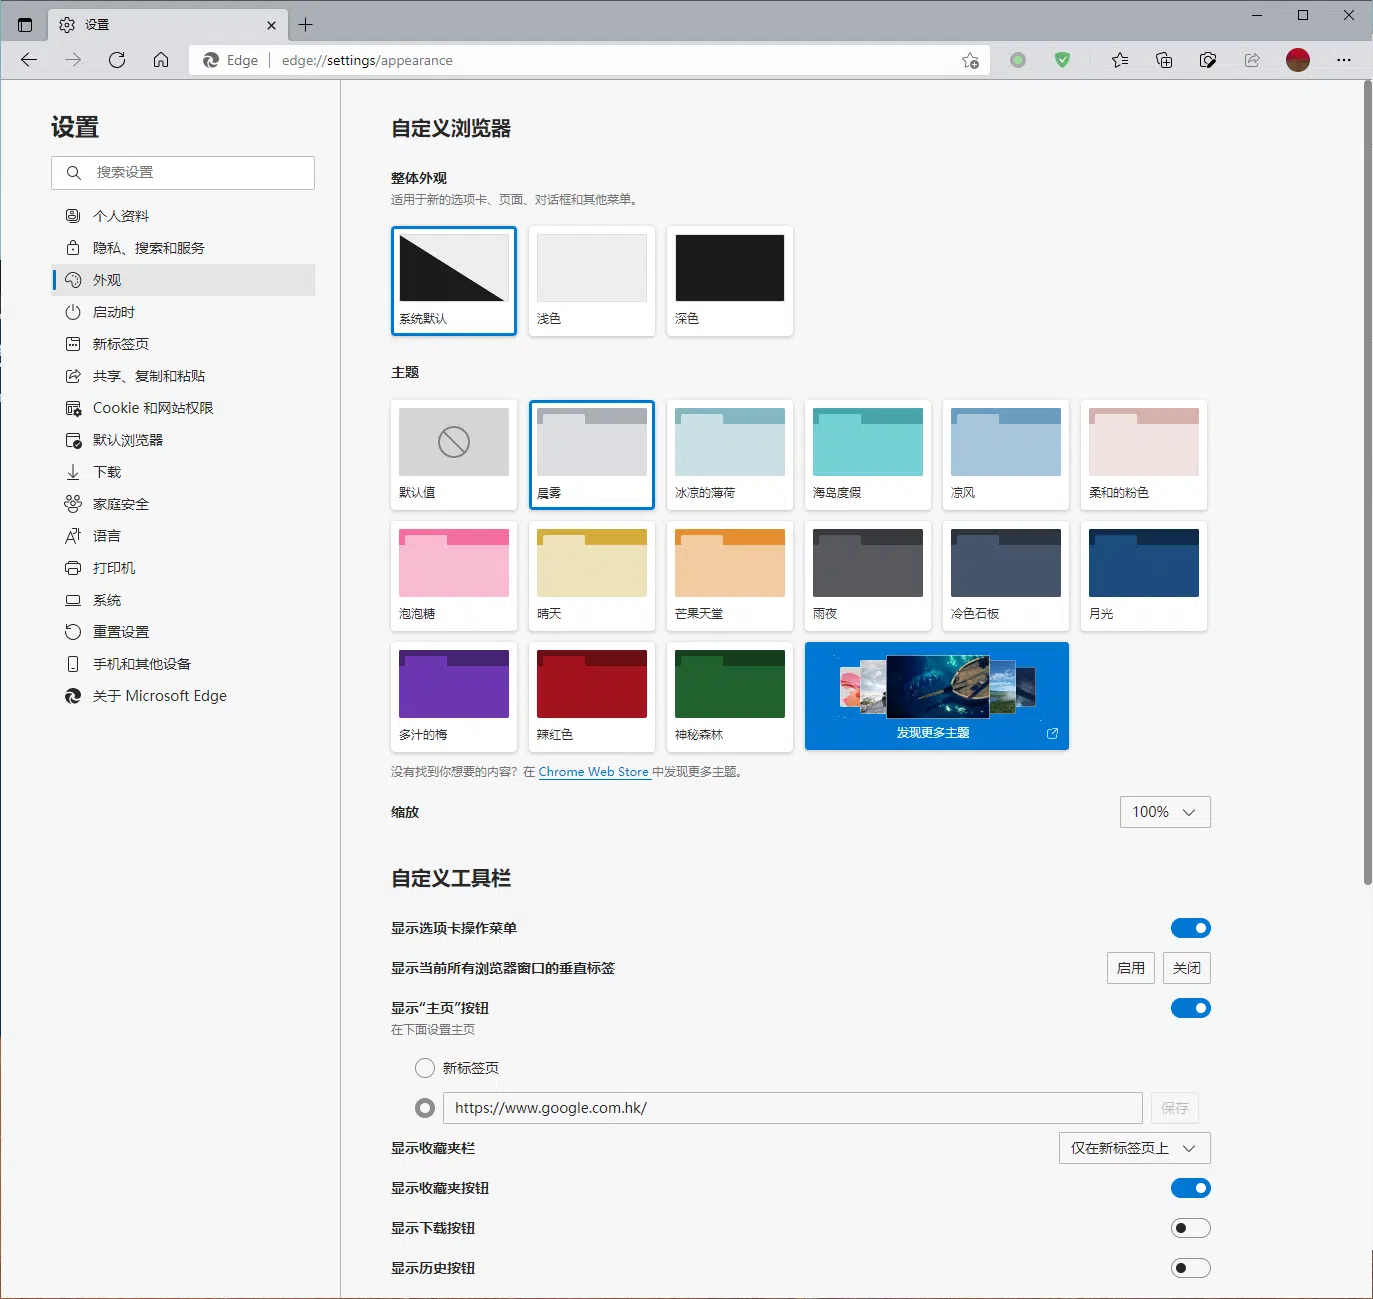 设置
Edge
edge://settings/appearance
设置
搜索设置
个人资料
隐私、搜索和服务
外观
启动时
新标签页
共享、复制和粘贴
Cookie 和网站权限
默认浏览器
下载
家庭安全
语言
打印机
系统
重置设置
手机和其他设备
关于 Microsoft Edge
自定义浏览器
整体外观
适用于新的选项卡、页面、对话框和其他菜单。
系统默认
浅色
深色
主题
默认值
晨雾
冰凉的薄荷
海岛度假
凉风
柔和的粉色
泡泡糖
晴天
芒果天堂
雨夜
冷色石板
月光
多汁的梅
辣红色
神秘森林
发现更多主题
没有找到你想要的内容？在 Chrome Web Store 中发现更多主题。
缩放
100%
自定义工具栏
显示选项卡操作菜单
显示当前所有浏览器窗口的垂直标签
启用
关闭
显示“主页”按钮
在下面设置主页
新标签页
https://www.google.com.hk/
保存
显示收藏夹栏
仅在新标签页上
显示收藏夹按钮
显示下载按钮
显示历史按钮